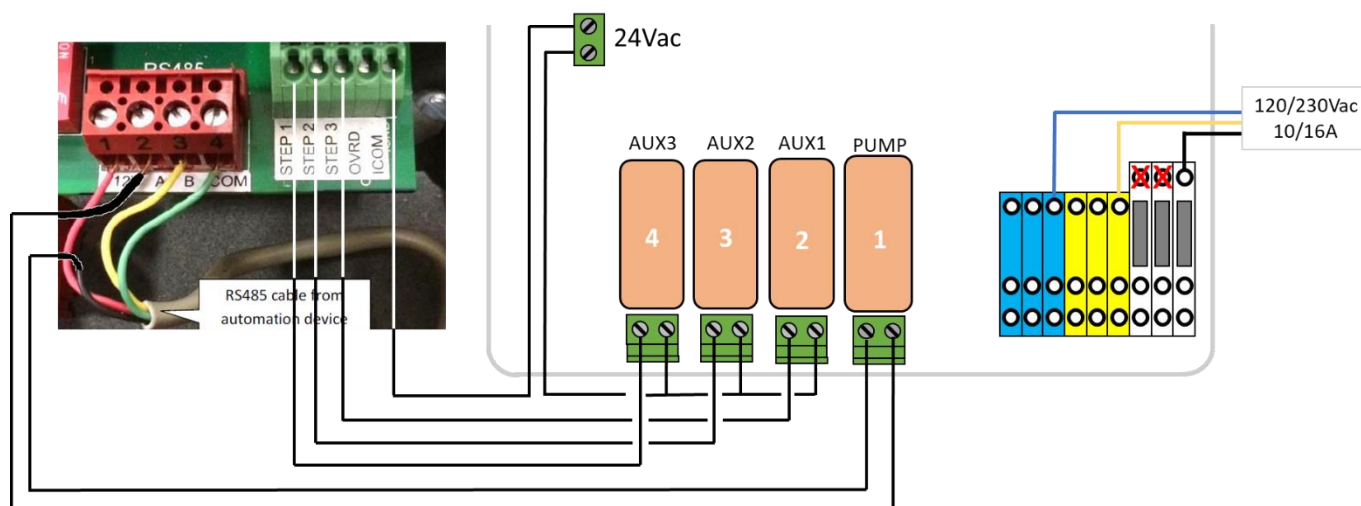 24Vac
120/230Vac
10/16A
RS485
1 2 3 4
A B COM
STEP 1
STEP 2
STEP 3
OVRD
ICOM
RS485 cable from
automation device
AUX3 AUX2 AUX1 PUMP
4 3 2 1